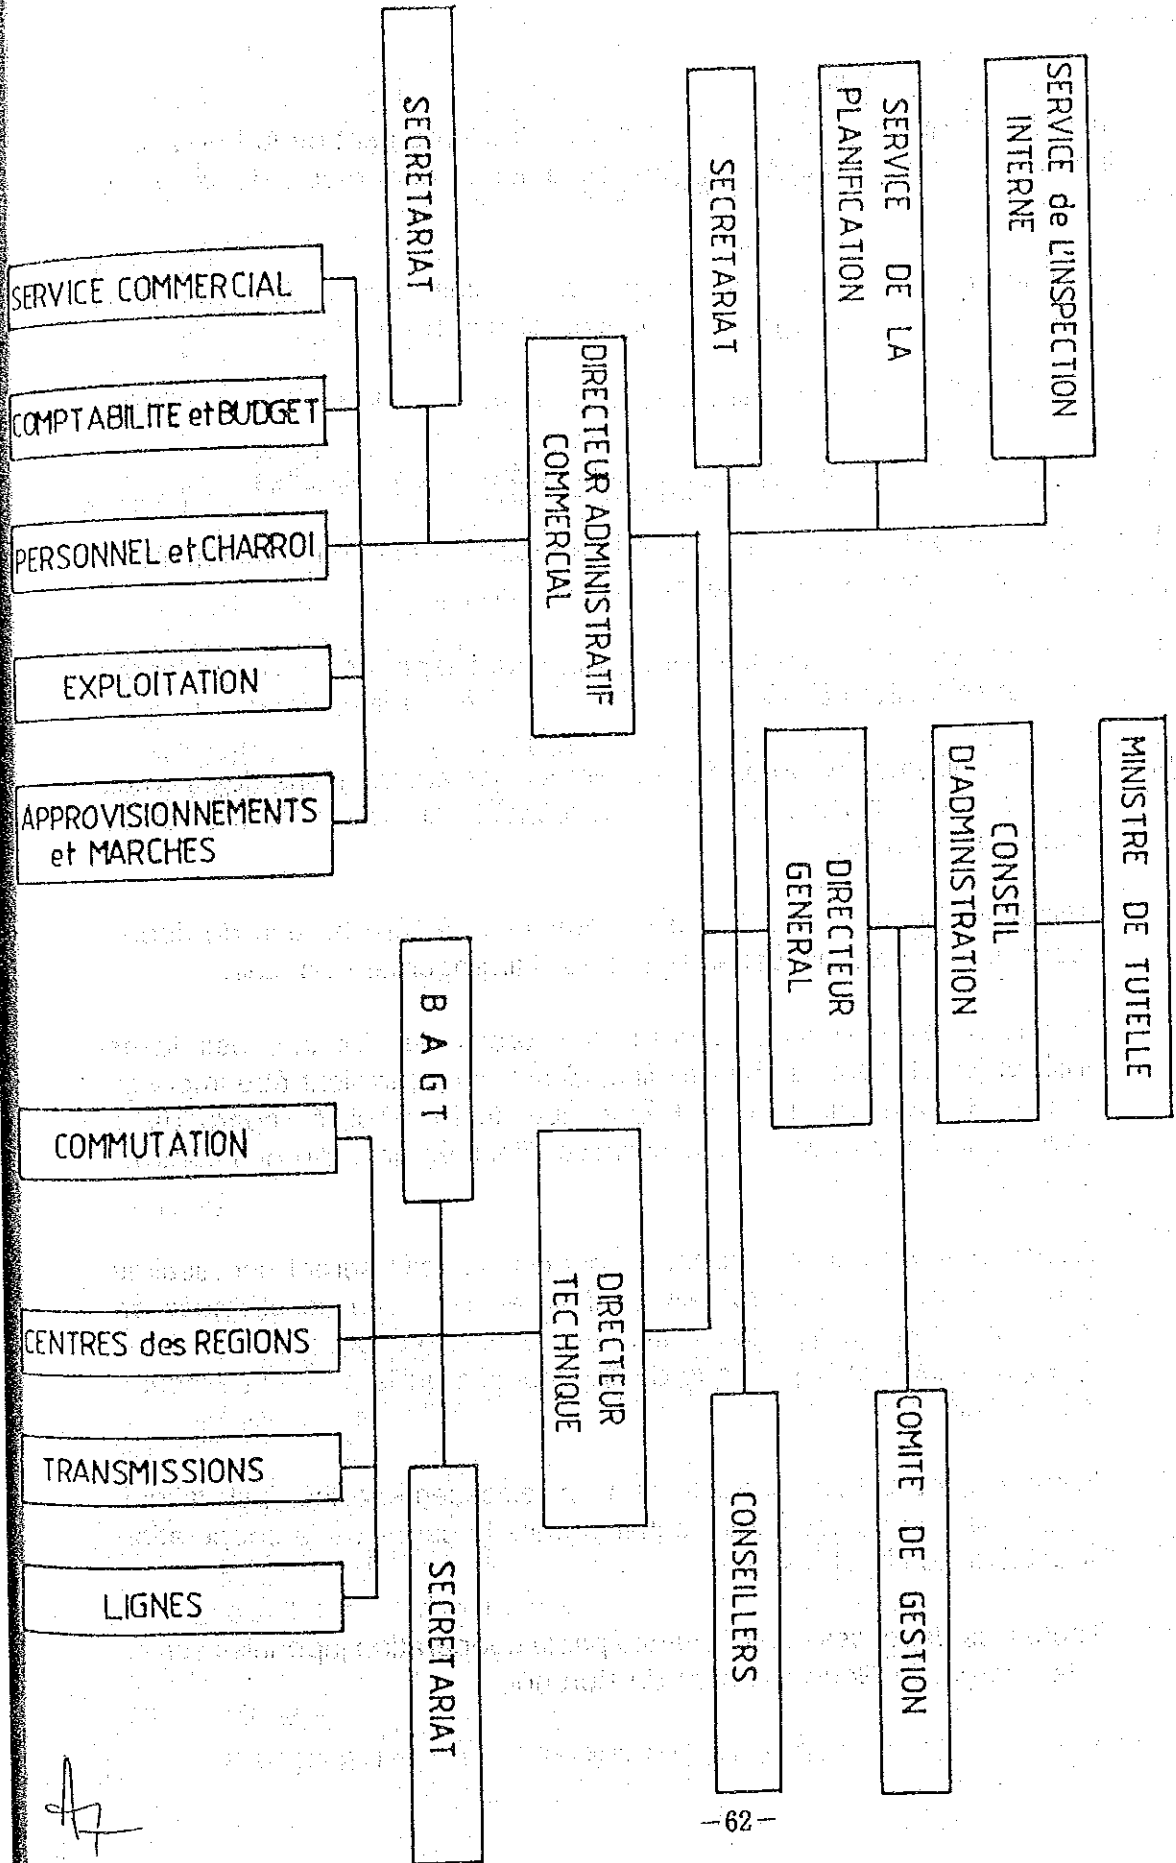 MINISTRE DE TUTELLE
CONSEIL
D'ADMINISTRATION
COMITE DE GESTION
DIRECTEUR
GENERAL
SERVICE de L'INSPECTION
INTERNE
SERVICE DE LA
PLANIFICATION
SECRETARIAT
CONSEILLERS
DIRECTEUR ADMINISTRATIF
COMMERCIAL
DIRECTEUR
TECHNIQUE
SECRETARIAT
B A G T
SECRETARIAT
SERVICE COMMERCIAL
COMPTABILITE et BUDGET
PERSONNEL et CHARROI
EXPLOITATION
APPROVISIONNEMENTS
et MARCHES
COMMUTATION
CENTRES des REGIONS
TRANSMISSIONS
LIGNES
-62-